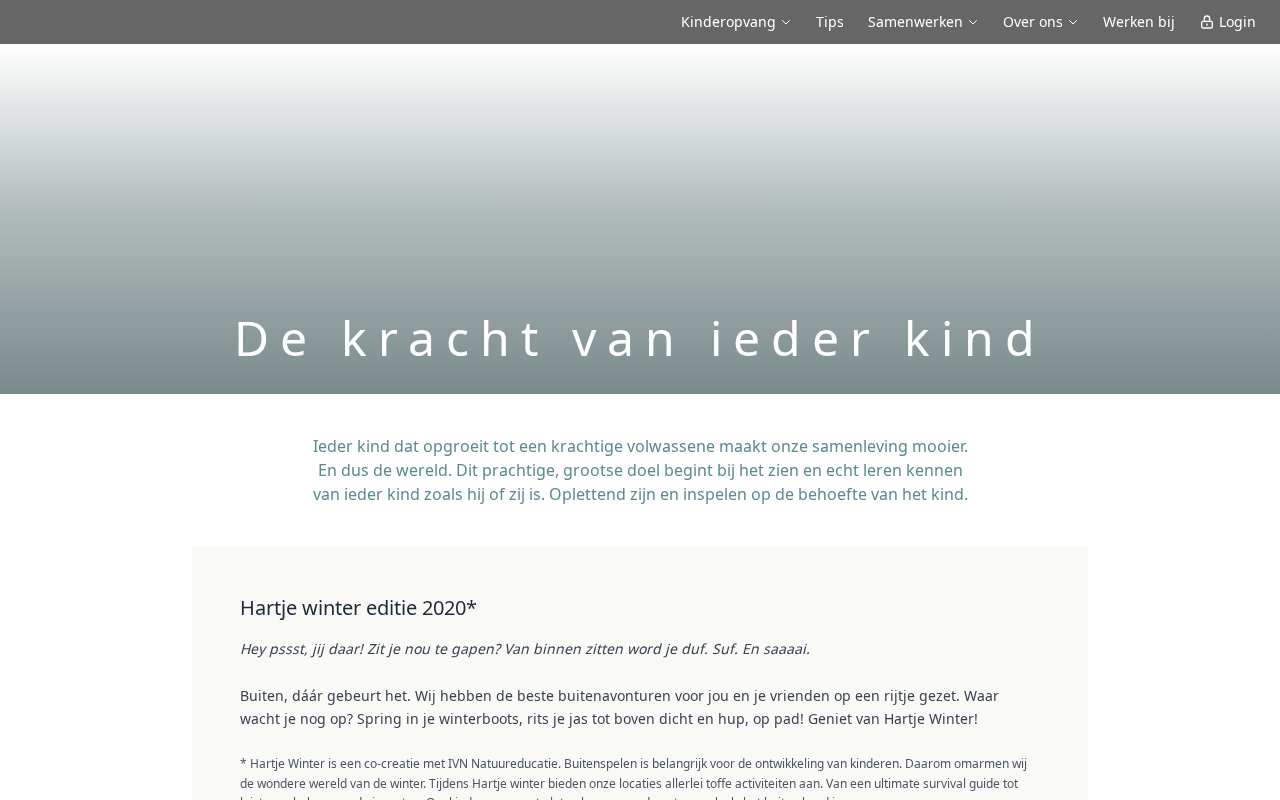 Kinderopvang Tips Samenwerken Over ons Werken bij Login
De kracht van ieder kind
Ieder kind dat opgroeit tot een krachtige volwassene maakt onze samenleving mooier.
En dus de wereld. Dit prachtige, grootse doel begint bij het zien en echt leren kennen
van ieder kind zoals hij of zij is. Oplettend zijn en inspelen op de behoefte van het kind.
Hartje winter editie 2020*
Hey pssst, jij daar! Zit je nou te gapen? Van binnen zitten word je duf. Suf. En saaaai.
Buiten, dáár gebeurt het. Wij hebben de beste buitenavonturen voor jou en je vrienden op een rijtje gezet. Waar
wacht je nog op? Spring in je winterboots, rits je jas tot boven dicht en hup, op pad! Geniet van Hartje Winter!
* Hartje Winter is een co-creatie met IVN Natuureducatie. Buitenspelen is belangrijk voor de ontwikkeling van kinderen. Daarom omarmen wij
de wondere wereld van de winter. Tijdens Hartje winter bieden onze locaties allerlei toffe activiteiten aan. Van een ultimate survival guide tot